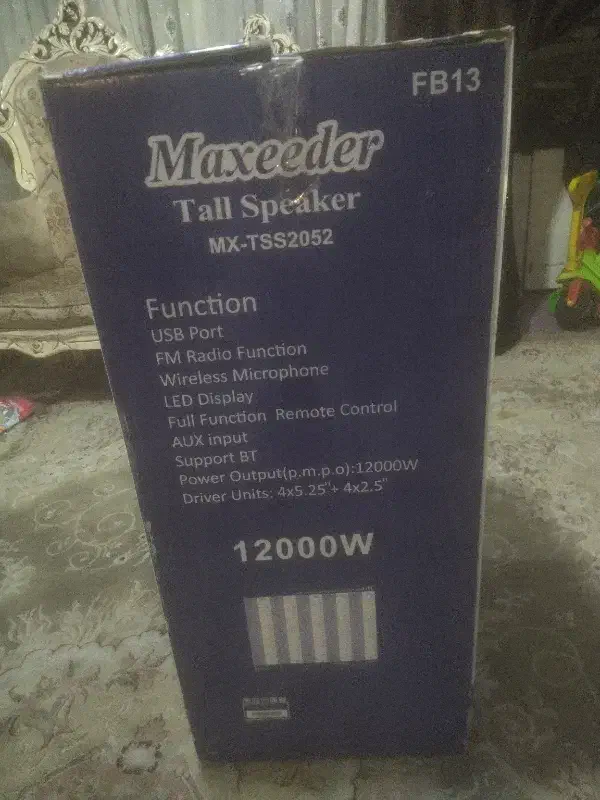 FB13
Maxeeder
Tall Speaker
MX-TSS2052
Function
USB Port
FM Radio Function
Wireless Microphone
LED Display
Full Function Remote Control
AUX input
Support BT
Power Output(p.m.p.o):12000W
Driver Units: 4x5.25"+ 4x2.5"
12000W